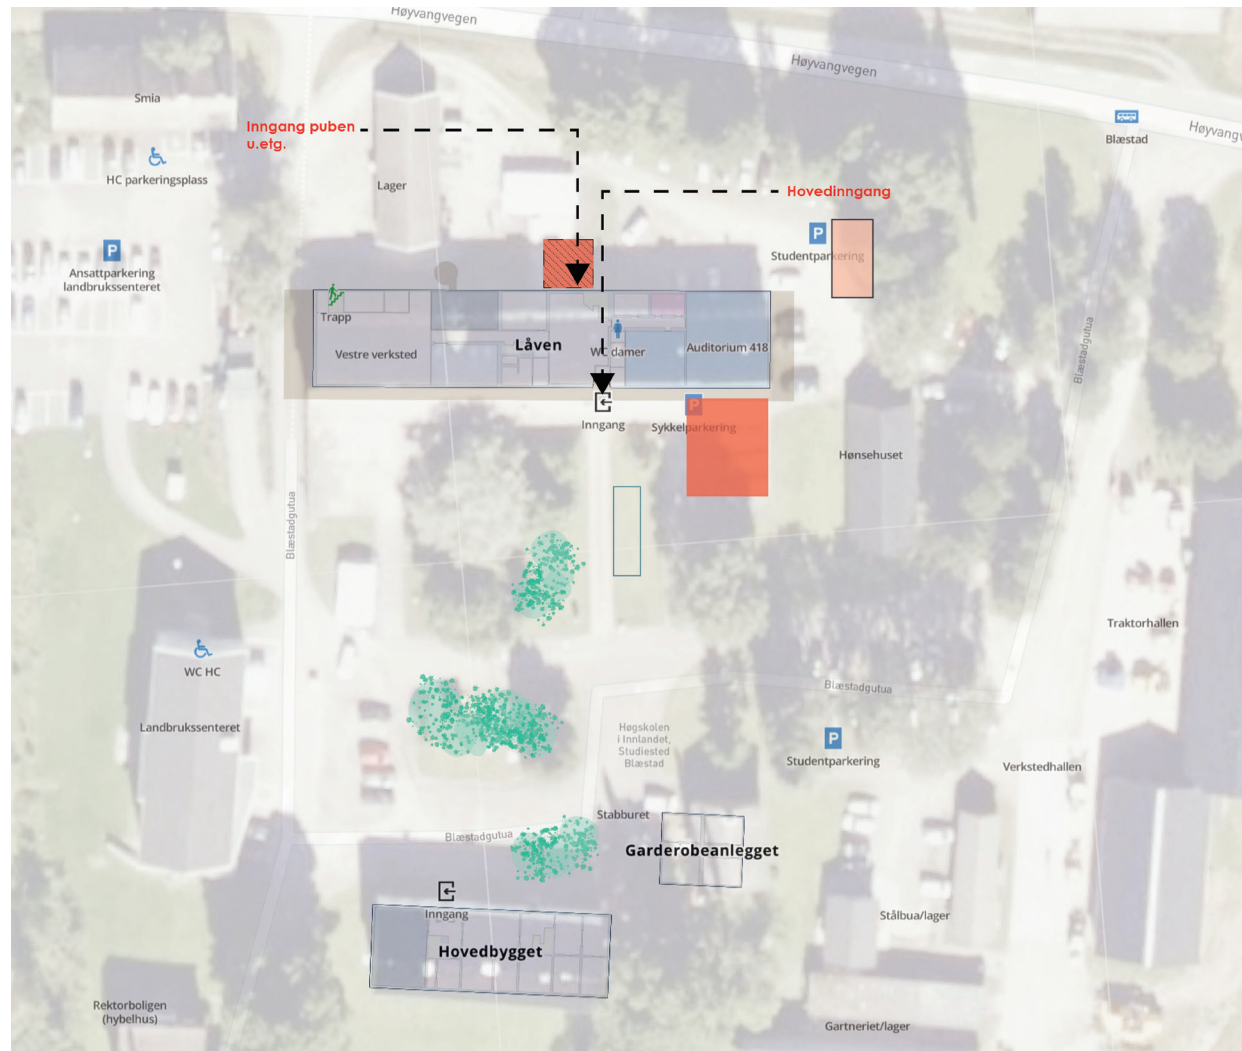 Høyvangvegen
Høyvangvegen
Høyvangv
Smia
Inngang puben
u.etg.
Blæstad
HC parkeringsplass
Lager
Hovedinngang
P
Studentparkering
P
Ansattparkering
landbrukssenteret
Trapp
Vestre verksted
Låven
WC damer
Auditorium 418
Blæstadgutua
P
Inngang
Sykkelparkering
Hønsehuset
Blæstadgutua
Traktorhallen
WC HC
Blæstadgutua
Landbrukssenteret
Høgskolen
i Innlandet,
Studiested
Blæstad
P
Studentparkering
Verkstedhallen
Stabburet
Blæstadgutua
Garderobeanlegget
Inngang
Stålbua/lager
Hovedbygget
Rektorboligen
(hybelhus)
Gartneriet/lager